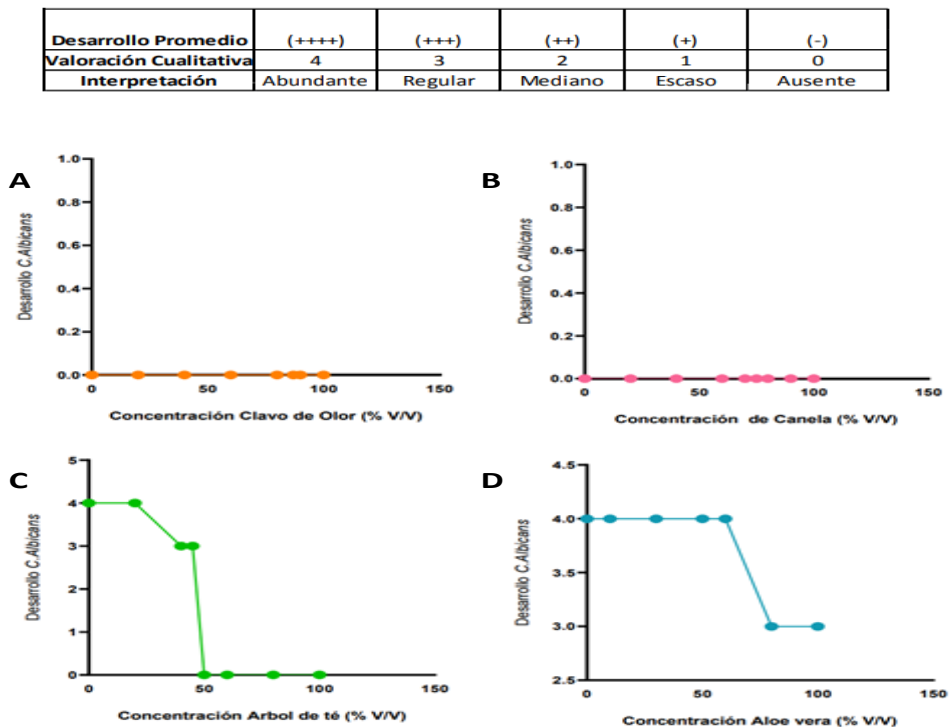 Desarrollo Promedio (++++) (+++) (++) (+) (-)
Valoración Cualitativa 4 3 2 1 0
Interpretación Abundante Regular Mediano Escaso Ausente
A
Desarrollo C.Albicans
1.0
0.8
0.6
0.4
0.2
0.0
0 50 100 150
Concentración Clavo de Olor (% V/V)
B
Desarrollo C.Albicans
1.0
0.8
0.6
0.4
0.2
0.0
0 50 100 150
Concentración de Canela (% V/V)
C
Desarrollo C.Albicans
5
4
3
2
1
0
0 50 100 150
Concentración Arbol de té (% V/V)
D
Desarrollo C.Albicans
4.5
4.0
3.5
3.0
2.5
0 50 100 150
Concentración Aloe vera (% V/V)